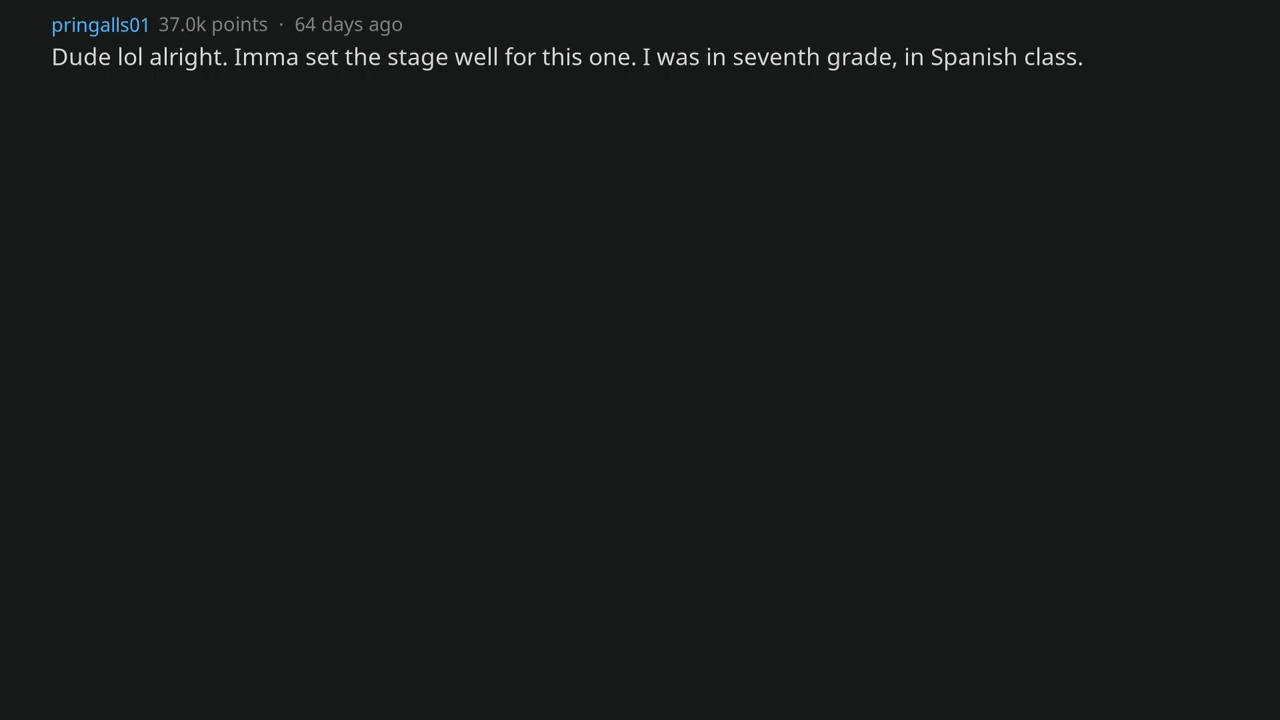 pringalls01 37.0k points · 64 days ago
Dude lol alright. Imma set the stage well for this one. I was in seventh grade, in Spanish class.